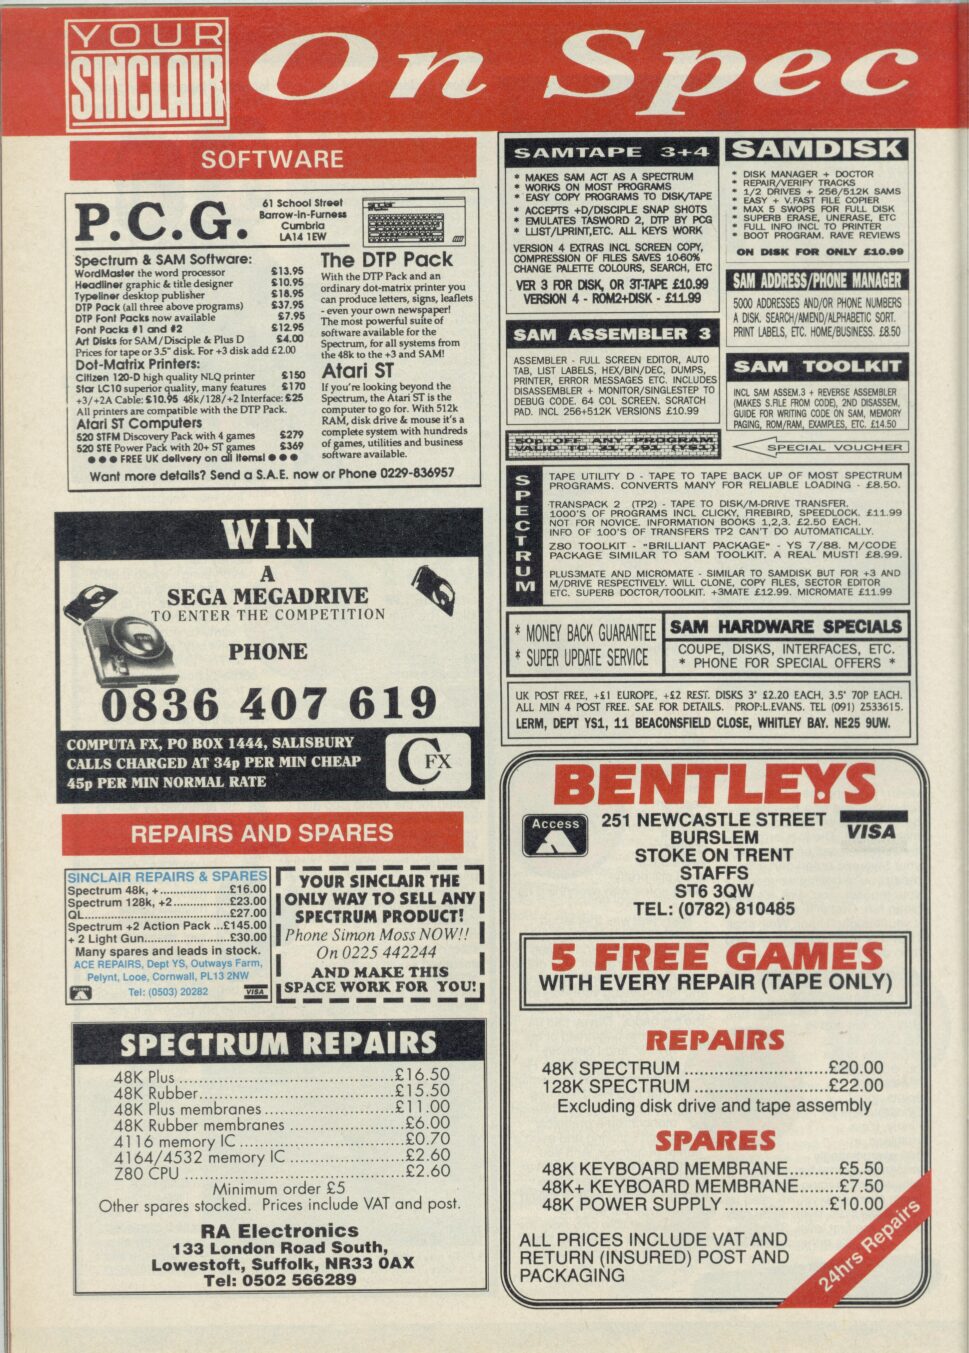 YOUR
SINCLAIR
On Spec
SOFTWARE
P.C.G.
61 School Street
Barrow-in-Furness
Cumbria
LA14 1EW
Spectrum & SAM Software:
WordMaster the word processor £13.95
Headliner graphic & title designer £10.95
Typeliner desktop publisher £18.95
DTP Pack (all three above programs) £37.95
DTP Font Packs now available £7.95
Font Packs #1 and #2 £12.95
Art Disks for SAM/Disciple & Plus D £4.00
Prices for tape or 3.5" disk. For +3 disk add £2.00
Dot-Matrix Printers:
Citizen 120-D high quality NLQ printer £150
Star LC10 superior quality, many features £170
+3/+2A Cable: £10.95 48k/128/+2 Interface: £25
All printers are compatible with the DTP Pack.
Atari ST Computers
520 STFM Discovery Pack with 4 games £279
520 STE Power Pack with 20+ ST games £369
● ● ● FREE UK delivery on all items! ● ● ●
The DTP Pack
With the DTP Pack and an
ordinary dot-matrix printer you
can produce letters, signs, leaflets
- even your own newspaper!
The most powerful suite of
software available for the
Spectrum, for all systems from
the 48k to the +3 and SAM!
Atari ST
If you're looking beyond the
Spectrum, the Atari ST is the
computer to go for. With 512k
RAM, disk drive & mouse it's a
complete system with hundreds
of games, utilities and business
software available.
Want more details? Send a S.A.E. now or Phone 0229-836957
WIN
A
SEGA MEGADRIVE
TO ENTER THE COMPETITION
PHONE
0836 407 619
COMPUTA FX, PO BOX 1444, SALISBURY
CALLS CHARGED AT 34p PER MIN CHEAP
45p PER MIN NORMAL RATE
CFX
REPAIRS AND SPARES
SINCLAIR REPAIRS & SPARES
Spectrum 48k, +....................£16.00
Spectrum 128k, +2................£23.00
QL........................................£27.00
Spectrum +2 Action Pack ...£145.00
+ 2 Light Gun........................£30.00
Many spares and leads in stock.
ACE REPAIRS, Dept YS, Outways Farm,
Pelynt, Looe, Cornwall, PL13 2NW
Tel: (0503) 20282
VISA
YOUR SINCLAIR THE
ONLY WAY TO SELL ANY
SPECTRUM PRODUCT!
Phone Simon Moss NOW!!
On 0225 442244
AND MAKE THIS
SPACE WORK FOR YOU!
SPECTRUM REPAIRS
48K Plus ........................................£16.50
48K Rubber....................................£15.50
48K Plus membranes ........................£11.00
48K Rubber membranes ......................£6.00
4116 memory IC ...............................£0.70
4164/4532 memory IC .....................£2.60
Z80 CPU .........................................£2.60
Minimum order £5
Other spares stocked. Prices include VAT and post.
RA Electronics
133 London Road South,
Lowestoft, Suffolk, NR33 0AX
Tel: 0502 566289
SAMTAPE 3+4
* MAKES SAM ACT AS A SPECTRUM
* WORKS ON MOST PROGRAMS
* EASY COPY PROGRAMS TO DISK/TAPE
* ACCEPTS +D/DISCIPLE SNAP SHOTS
* EMULATES TASWORD 2, DTP BY PCG
* LLIST/LPRINT,ETC. ALL KEYS WORK
VERSION 4 EXTRAS INCL SCREEN COPY,
COMPRESSION OF FILES SAVES 10-60%
CHANGE PALETTE COLOURS, SEARCH, ETC
VER 3 FOR DISK, OR 3T-TAPE £10.99
VERSION 4 - ROM2+DISK - £11.99
SAMDISK
* DISK MANAGER + DOCTOR
* REPAIR/VERIFY TRACKS
* 1/2 DRIVES + 256/512K SAMS
* EASY + V.FAST FILE COPIER
* MAX 5 SWOPS FOR FULL DISK
* SUPERB ERASE, UNERASE, ETC
* FULL INFO INCL TO PRINTER
* BOOT PROGRAM. RAVE REVIEWS
ON DISK FOR ONLY £10.99
SAM ADDRESS/PHONE MANAGER
5000 ADDRESSES AND/OR PHONE NUMBERS
A DISK. SEARCH/AMEND/ALPHABETIC SORT.
PRINT LABELS, ETC. HOME/BUSINESS. £8.50
SAM ASSEMBLER 3
ASSEMBLER - FULL SCREEN EDITOR, AUTO
TAB, LIST LABELS, HEX/BIN/DEC, DUMPS,
PRINTER, ERROR MESSAGES ETC. INCLUDES
DISASSEMBLER + MONITOR/SINGLESTEP TO
DEBUG CODE. 64 COL SCREEN. SCRATCH
PAD. INCL 256+512K VERSIONS £10.99
SAM TOOLKIT
INCL SAM ASSEM.3 + REVERSE ASSEMBLER
(MAKES S.FILE FROM CODE), 2ND DISASSEM,
GUIDE FOR WRITING CODE ON SAM, MEMORY
PAGING, ROM/RAM, EXAMPLES, ETC. £14.50
50p OFF ANY PROGRAM
SPECIAL VOUCHER
SPECTRUM
TAPE UTILITY D - TAPE TO TAPE BACK UP OF MOST SPECTRUM
PROGRAMS. CONVERTS MANY FOR RELIABLE LOADING - £8.50.
TRANSPACK 2 (TP2) - TAPE TO DISK/M-DRIVE TRANSFER.
1000'S OF PROGRAMS INCL CLICKY, FIREBIRD, SPEEDLOCK. £11.99
NOT FOR NOVICE. INFORMATION BOOKS 1,2,3. £2.50 EACH.
INFO OF 100'S OF TRANSFERS TP2 CAN'T DO AUTOMATICALLY.
Z80 TOOLKIT - "BRILLIANT PACKAGE" - YS 7/88. M/CODE
PACKAGE SIMILAR TO SAM TOOLKIT. A REAL MUST! £8.99.
PLUS3MATE AND MICROMATE - SIMILAR TO SAMDISK BUT FOR +3 AND
M/DRIVE RESPECTIVELY. WILL CLONE, COPY FILES, SECTOR EDITOR
ETC. SUPERB DOCTOR/TOOLKIT. +3MATE £12.99. MICROMATE £11.99
* MONEY BACK GUARANTEE
* SUPER UPDATE SERVICE
SAM HARDWARE SPECIALS
COUPE, DISKS, INTERFACES, ETC.
* PHONE FOR SPECIAL OFFERS *
UK POST FREE, +£1 EUROPE, +£2 REST. DISKS 3" £2.20 EACH, 3.5" 70P EACH.
ALL MIN 4 POST FREE. SAE FOR DETAILS. PROP:L.EVANS. TEL (091) 2533615.
LERM, DEPT YS1, 11 BEACONSFIELD CLOSE, WHITLEY BAY. NE25 9UW.
BENTLEYS
Access
251 NEWCASTLE STREET
BURSLEM
STOKE ON TRENT
STAFFS
ST6 3QW
TEL: (0782) 810485
VISA
5 FREE GAMES
WITH EVERY REPAIR (TAPE ONLY)
REPAIRS
48K SPECTRUM ...........................£20.00
128K SPECTRUM .........................£22.00
Excluding disk drive and tape assembly
SPARES
48K KEYBOARD MEMBRANE..........£5.50
48K+ KEYBOARD MEMBRANE........£7.50
48K POWER SUPPLY ....................£10.00
ALL PRICES INCLUDE VAT AND
RETURN (INSURED) POST AND
PACKAGING
24hrs Repairs